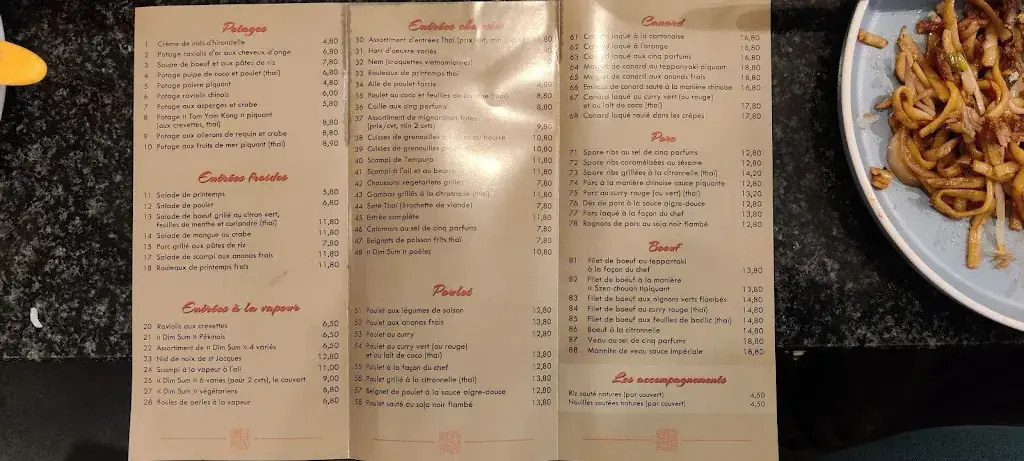 Potages
1 Crème de nids d'hirondelle 4,80
2 Potage raviolis d'or aux cheveux d'ange 6,80
3 Soupe de boeuf et aux pâtes de riz 7,80
4 Potage pulpe de coco et poulet (thaï) 6,80
5 Potage poivre piquant 4,80
6 Potage raviolis chinois 6,00
7 Potage aux asperges et crabe 5,80
8 Potage « Tom Yam Kong » piquant
aux crevettes, thaï) 8,80
9 Potage aux ailerons de requin et crabe 8,80
10 Potage aux fruits de mer piquant (thaï) 8,90
Entrées froides
11 Salade de printemps 5,80
12 Salade de poulet 6,80
13 Salade de boeuf grillé au citron vert,
feuilles de menthe et coriandre (thaï) 11,80
14 Salade de mangue au crabe 11,80
15 Porc grillé aux pâtes de riz 7,80
17 Salade de scampi aux ananas frais 11,80
18 Rouleaux de printemps frais 11,80
Entrées à la vapeur
20 Raviolis aux crevettes 6,50
21 « Dim Sum » Pékinois 6,50
22 Assortiment de « Dim Sum » 4 variés 6,50
23 Nid de noix de st Jacques 12,80
24 Scampi à la vapeur à l'ail 11,00
25 « Dim Sum » 6 variés (pour 2 cvts), le couvert 9,00
27 « Dim Sum » végétariens 6,80
28 Boules de perles à la vapeur 6,80
Entrées
30 Assortiment d'entrées Thaï (prix/cvt, min
31 Hors d'oeuvre variés
32 Nem (croquettes vietnamiennes)
33 Rouleaux de printemps thaï
34 Aile de poulet farcie 8,80
35 Poulet au coco et feuilles de banane (thaï) 8,80
36 Caille aux cinq parfums 8,80
37 Assortiment de mignardines frites
(prix/cvt, min 2 cvts) 9,80
38 Cuisses de grenouilles à l'ail et au beurre 10,80
39 Cuisses de grenouilles (thaï) 10,80
40 Scampi de Tempura 11,80
41 Scampi à l'ail et au beurre 11,80
42 Chaussons vegetariens grillés 7,80
43 Gambas grillés à la citronnelle (thaï) 11,80
44 Saté Thaï (Brochette de viande) 7,80
45 Entrée complète 11,80
46 Calamars au sel de cinq parfums 7,80
47 Beignets de poisson frits thaï 7,80
48 « Dim Sum » poêles 10,80
Poulet
51 Poulet aux légumes de saison 12,80
52 Poulet aux ananas frais 13,80
53 Poulet au curry 12,80
54 Poulet au curry vert (ou rouge)
et au lait de coco (thaï) 13,80
55 Poulet à la façon du chef 12,80
56 Poulet grillé à la citronnelle (thaï) 13,80
57 Beignet de poulet à la sauce aigre-douce 12,80
58 Poulet sauté au soja noir flambé 13,80
Canard
61 Canard laqué à la cantonaise 16,80
62 Canard laqué à l'orange 16,80
63 Canard laqué aux cinq parfums 16,80
64 Magret de canard au teppanyaki piquant 18,80
65 Magret de canard aux ananas frais 18,80
66 Emincés de canard sauté à la manière chinoise 16,80
67 Canard laqué au curry vert (ou rouge)
et au lait de coco (thaï) 17,80
68 Canard laqué roulé dans les crêpes 17,80
Porc
71 Spare ribs au sel de cinq parfums 12,80
72 Spare ribs caramélisées au sésame 12,80
73 Spare ribs grillées à la citronnelle (thaï) 14,20
74 Porc à la manière chinoise sauce piquante 12,80
75 Porc au curry rouge (ou vert) (thaï) 13,20
76 Dés de porc à la sauce aigre-douce 12,80
77 Porc laqué à la façon du chef 13,80
78 Rognons de porc au soja noir flambé 12,80
Boeuf
81 Filet de boeuf au teppantaki
à la façon du chef 13,80
82 Filet de boeuf à la manière
« Szen-chouan »piquant 13,80
83 Filet de boeuf aux oignons verts flambés 14,80
84 Filet de boeuf au curry rouge (thaï) 14,80
85 Filet de boeuf aux feuilles de basilic (thaï) 14,80
86 Boeuf à la citronnelle 14,80
87 Veau au sel de cinq parfums 18,80
88 Marmite de veau sauce impériale 18,80
Les accompagnements
Riz sauté natures (par couvert) 4,50
Nouilles sautées natures (par couvert) 4,50